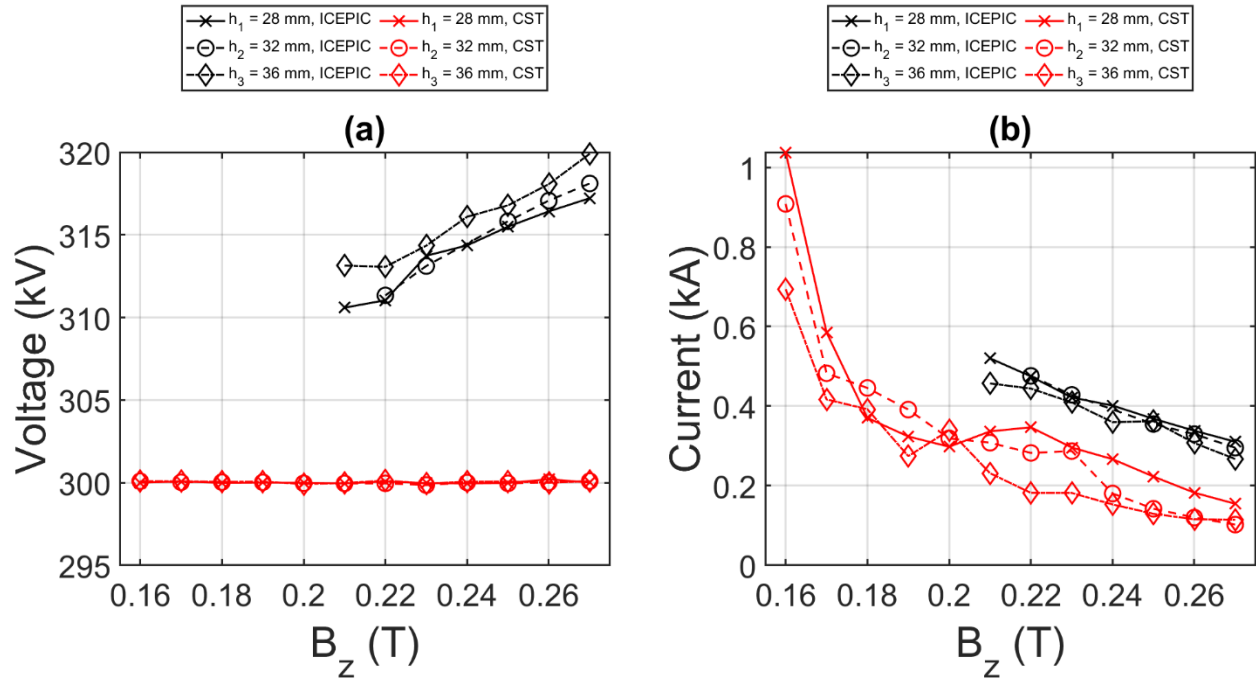 h1 = 28 mm, ICEPIC h1 = 28 mm, CST
h2 = 32 mm, ICEPIC h2 = 32 mm, CST
h3 = 36 mm, ICEPIC h3 = 36 mm, CST
(a)
320
315
310
305
300
295
Voltage (kV)
0.16 0.18 0.2 0.22 0.24 0.26
Bz (T)
h1 = 28 mm, ICEPIC h1 = 28 mm, CST
h2 = 32 mm, ICEPIC h2 = 32 mm, CST
h3 = 36 mm, ICEPIC h3 = 36 mm, CST
(b)
1
0.8
0.6
0.4
0.2
0
Current (kA)
0.16 0.18 0.2 0.22 0.24 0.26
Bz (T)